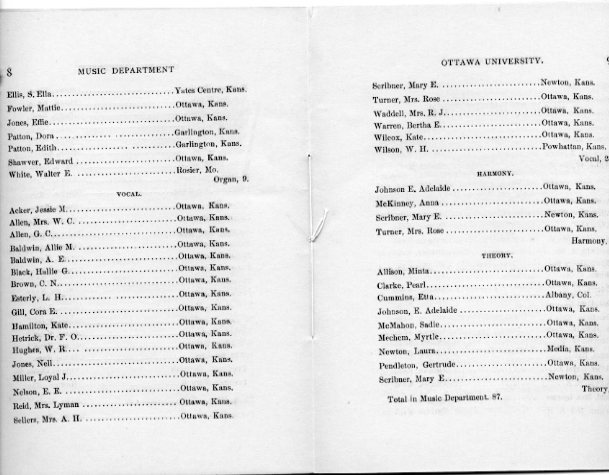 8 MUSIC DEPARTMENT
Ellis, S. Ella..............................Yates Centre, Kans.
Fowler, Mattie..............................Ottawa, Kans.
Jones, Effie..............................Ottawa, Kans.
Patton, Dora..............................Garlington, Kans.
Patton, Edith..............................Garlington, Kans.
Shawver, Edward ..............................Ottawa, Kans.
White, Walter E. ..............................Rosier, Mo.
Organ, 9.
VOCAL.
Acker, Jessie M..............................Ottawa, Kans.
Allen, Mrs. W. C. ..............................Ottawa, Kans.
Allen, G. C..............................Ottawa, Kans.
Baldwin, Allie M. ..............................Ottawa, Kans.
Baldwin, A. E..............................Ottawa, Kans.
Black, Hallie G..............................Ottawa, Kans.
Brown, C. N..............................Ottawa, Kans.
Esterly, L. H..............................Ottawa, Kans.
Gill, Cora E. ..............................Ottawa, Kans.
Hamilton, Kate..............................Ottawa, Kans.
Hetrick, Dr. F. O..............................Ottawa, Kans.
Hughes, W. R..............................Ottawa, Kans.
Jones, Nell..............................Ottawa, Kans.
Miller, Loyal J..............................Ottawa, Kans.
Nelson, E. E. ..............................Ottawa, Kans.
Reid, Mrs. Lyman ..............................Ottawa, Kans.
Sellers, Mrs. A. H. ..............................Ottawa, Kans.
OTTAWA UNIVERSITY.
Scribner, Mary E. ..............................Newton, Kans.
Turner, Mrs. Rose ..............................Ottawa, Kans.
Waddell, Mrs. R. J..............................Ottawa, Kans.
Warren, Bertha E..............................Ottawa, Kans.
Wilcox, Kate..............................Ottawa, Kans.
Wilson, W. H. ..............................Powhattan, Kans.
Vocal, 2
HARMONY.
Johnson E, Adelaide ..............................Ottawa, Kans.
McKinney, Anna ..............................Ottawa, Kans.
Scribner, Mary E. ..............................Newton, Kans.
Turner, Mrs. Rose ..............................Ottawa, Kans.
Harmony,
THEORY.
Allison, Minta..............................Ottawa, Kans.
Clarke, Pearl..............................Ottawa, Kans.
Cummins, Etta..............................Albany, Col.
Johnson, E. Adelaide ..............................Ottawa, Kans.
McMahon, Sadie..............................Ottawa, Kans.
Mechem, Myrtle..............................Ottawa, Kans.
Newton, Laura..............................Media, Kans.
Pendleton, Gertrude..............................Ottawa, Kans.
Scribner, Mary E..............................Newton, Kans.
Theory
Total in Music Department. 87.